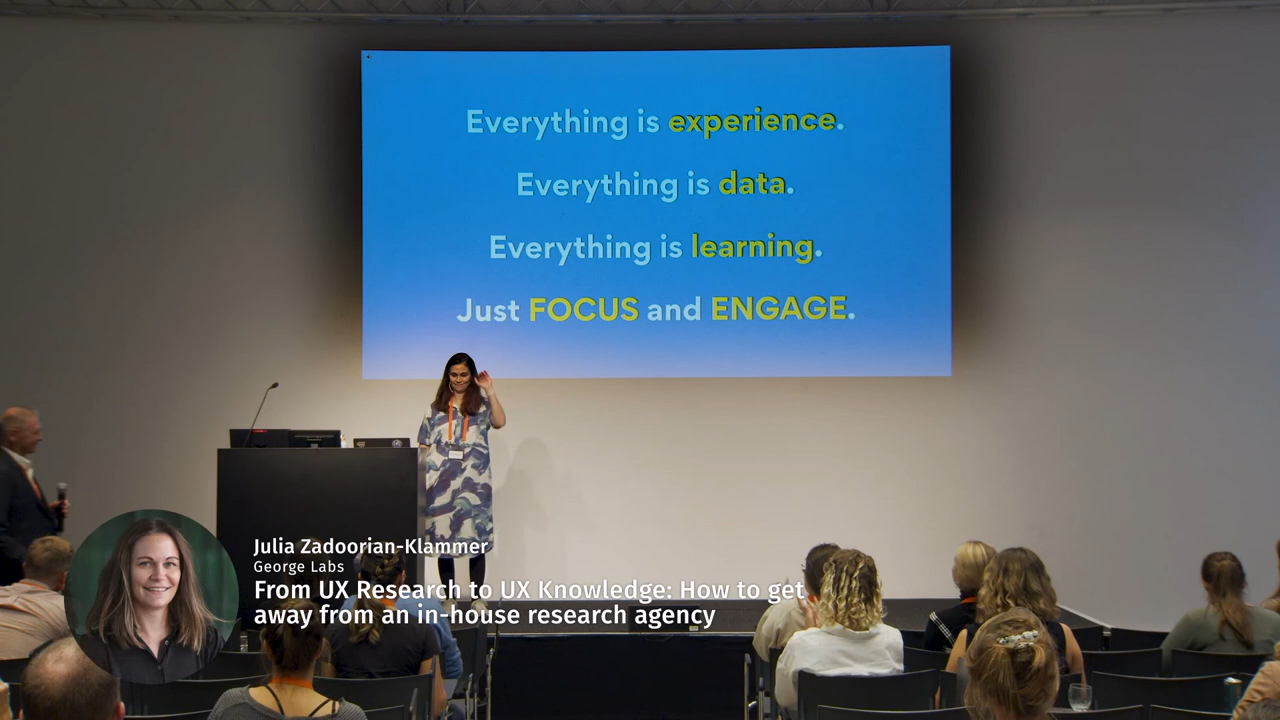 Everything is experience.
Everything is data.
Everything is learning.
Just FOCUS and ENGAGE.
Julia Zadoorian-Klammer
George Labs
From UX Research to UX Knowledge: How to get
away from an in-house research agency